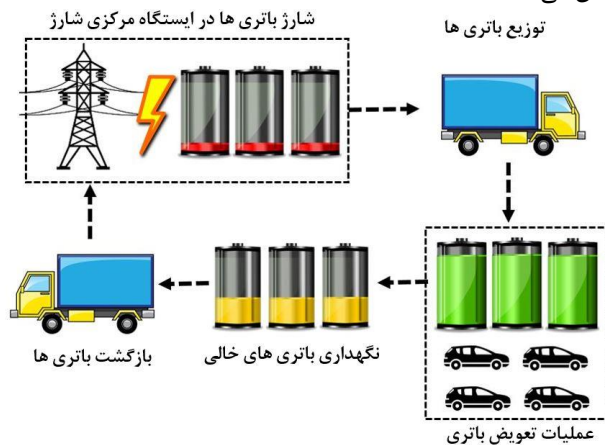 شارژ باتری ها در ایستگاه مرکزی شارژ
توزیع باتری ها
نگهداری باتری های خالی
بازگشت باتری ها
عملیات تعویض باتری